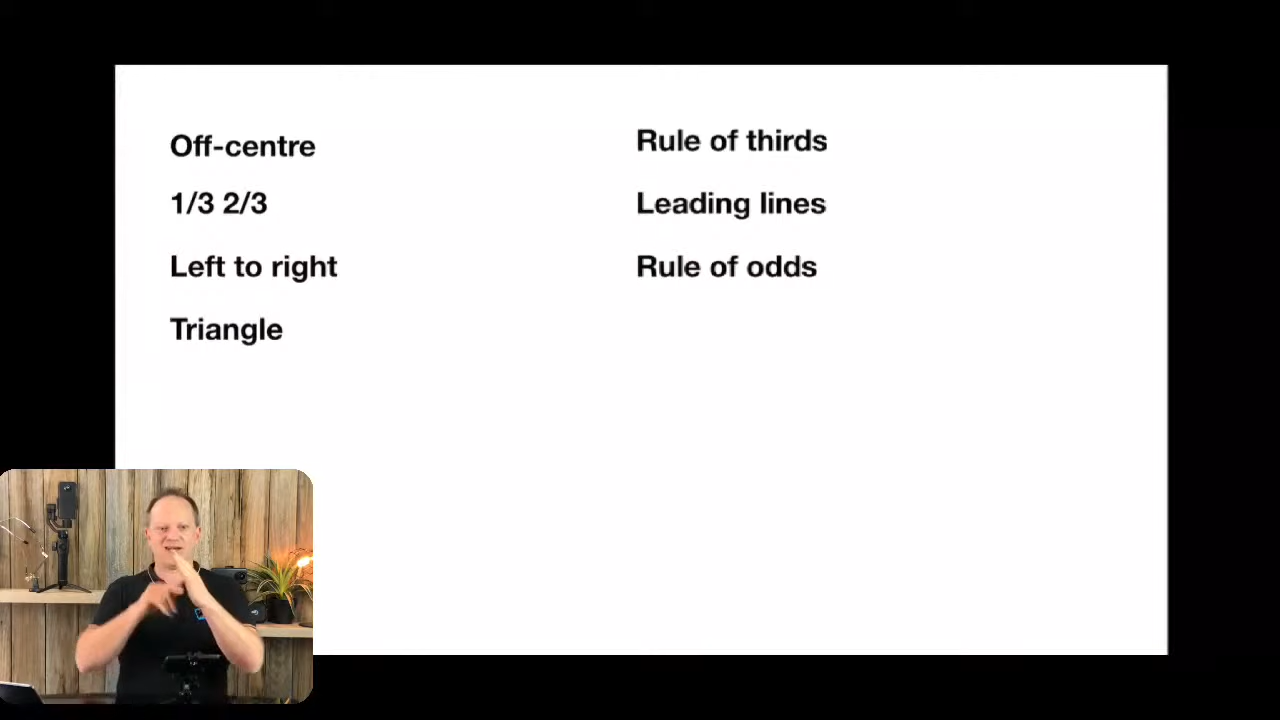 Off-centre
1/3 2/3
Left to right
Triangle
Rule of thirds
Leading lines
Rule of odds